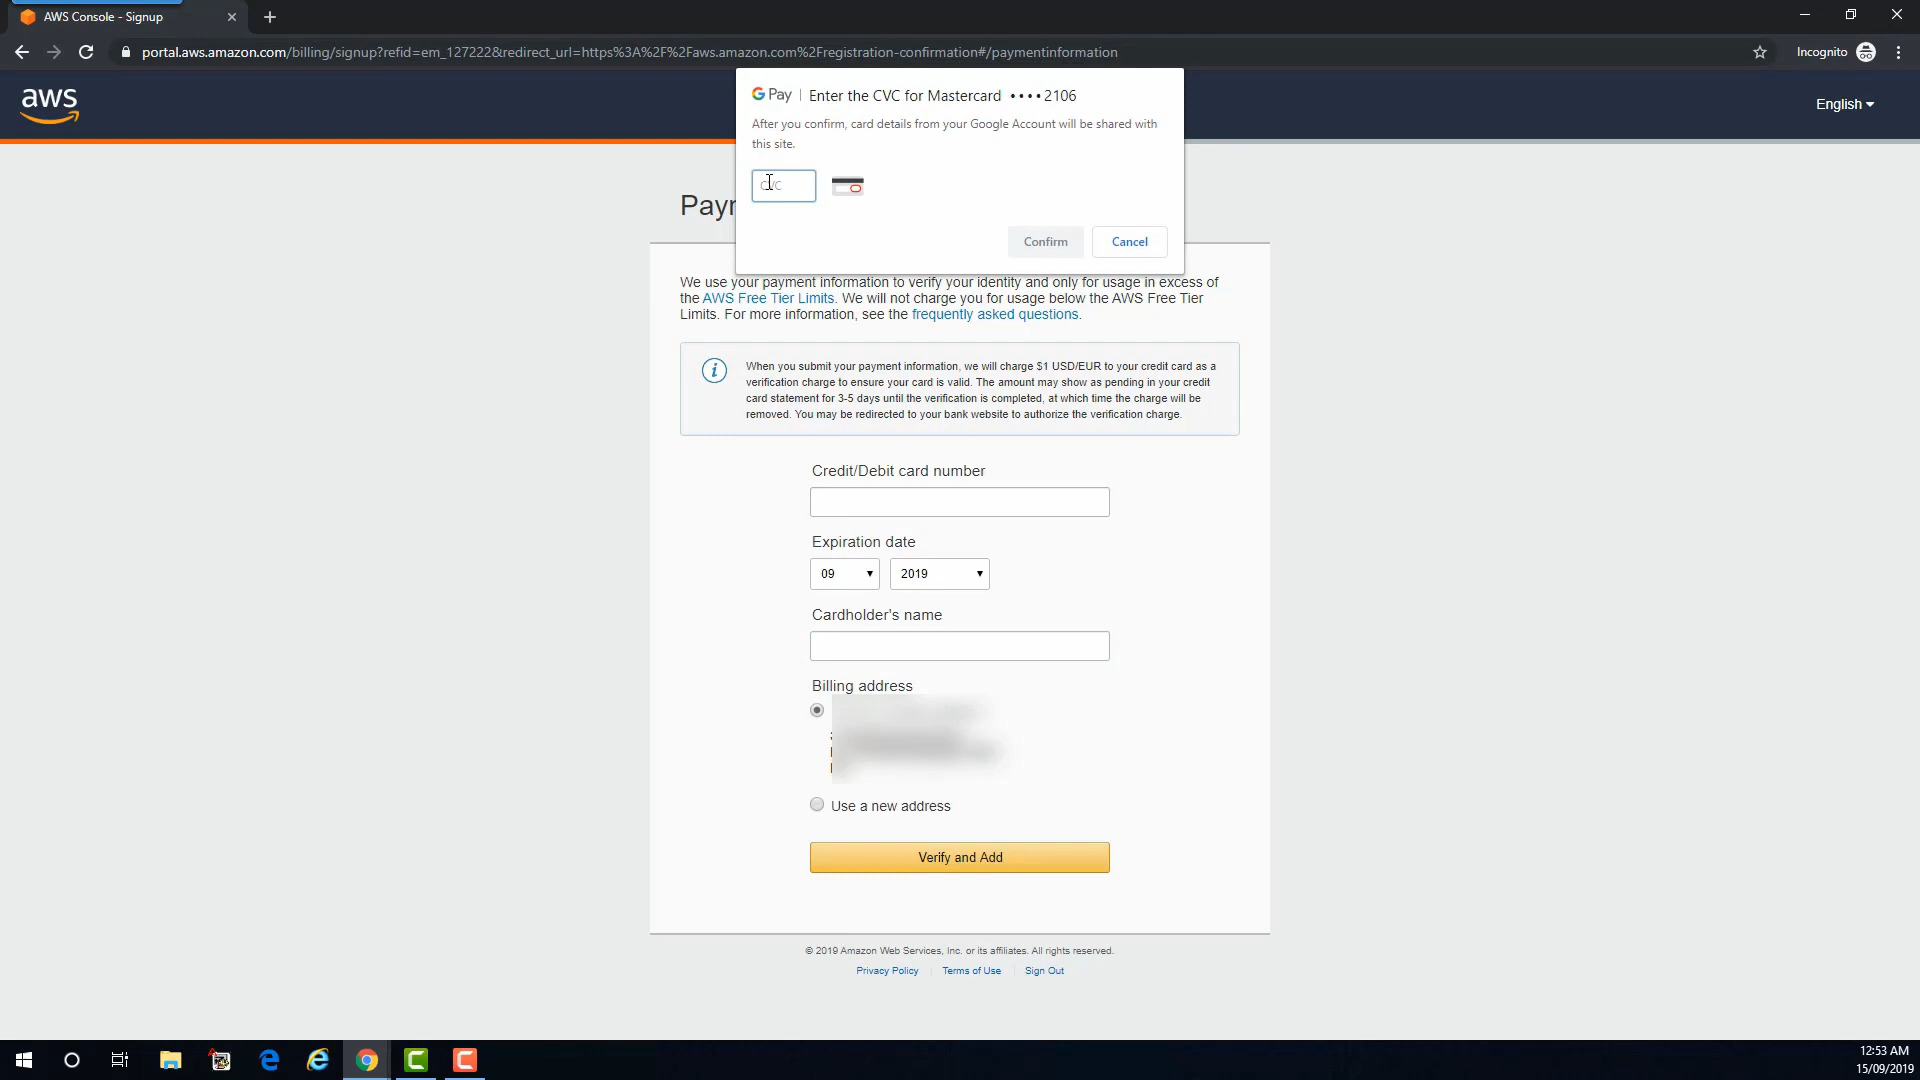 AWS Console - Signup
portal.aws.amazon.com/billing/signup?refid=em_127222&redirect_url=https%3A%2F%2Faws.amazon.com%2Fregistration-confirmation#/paymentinformation
Incognito
aws
English
G Pay | Enter the CVC for Mastercard •••• 2106
After you confirm, card details from your Google Account will be shared with
this site.
CVC
Confirm
Cancel
We use your payment information to verify your identity and only for usage in excess of
the AWS Free Tier Limits. We will not charge you for usage below the AWS Free Tier
Limits. For more information, see the frequently asked questions.
When you submit your payment information, we will charge $1 USD/EUR to your credit card as a
verification charge to ensure your card is valid. The amount may show as pending in your credit
card statement for 3-5 days until the verification is completed, at which time the charge will be
removed. You may be redirected to your bank website to authorize the verification charge.
Credit/Debit card number
Expiration date
09
2019
Cardholder's name
Billing address
Use a new address
Verify and Add
© 2019 Amazon Web Services, Inc. or its affiliates. All rights reserved.
Privacy Policy | Terms of Use | Sign Out
12:53 AM
15/09/2019